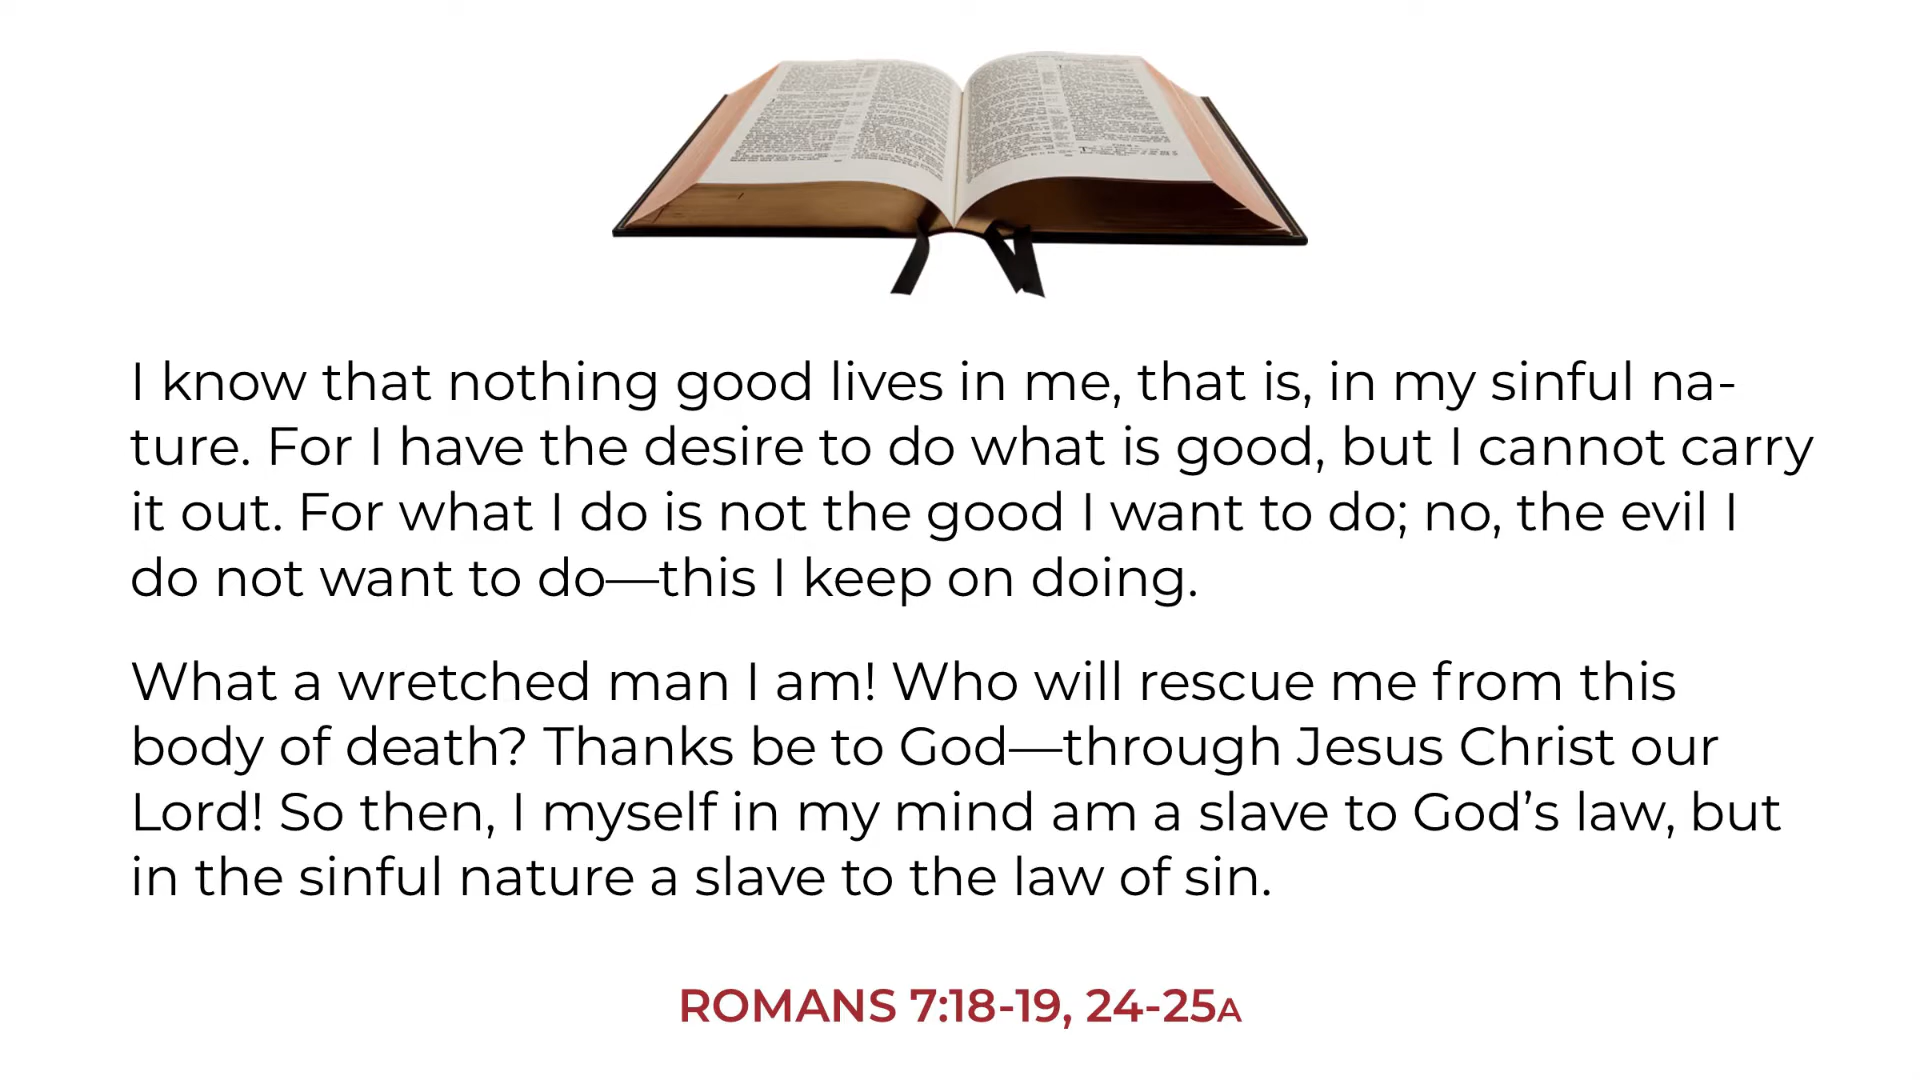 I know that nothing good lives in me, that is, in my sinful na-
ture. For I have the desire to do what is good, but I cannot carry
it out. For what I do is not the good I want to do; no, the evil I
do not want to do—this I keep on doing.
What a wretched man I am! Who will rescue me from this
body of death? Thanks be to God—through Jesus Christ our
Lord! So then, I myself in my mind am a slave to God’s law, but
in the sinful nature a slave to the law of sin.
ROMANS 7:18-19, 24-25A